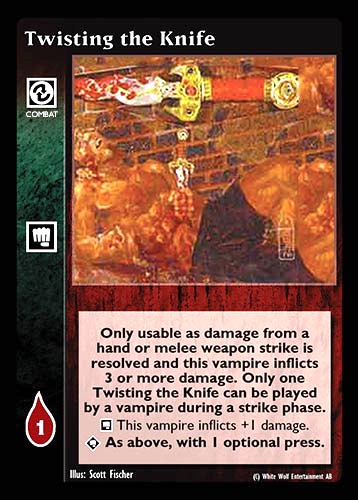 Twisting the Knife
COMBAT
Only usable as damage from a
hand or melee weapon strike is
resolved and this vampire inflicts
3 or more damage. Only one
Twisting the Knife can be played
by a vampire during a strike phase.
This vampire inflicts +1 damage.
As above, with 1 optional press.
1
Illus: Scott Fischer
(C) White Wolf Entertainment AB